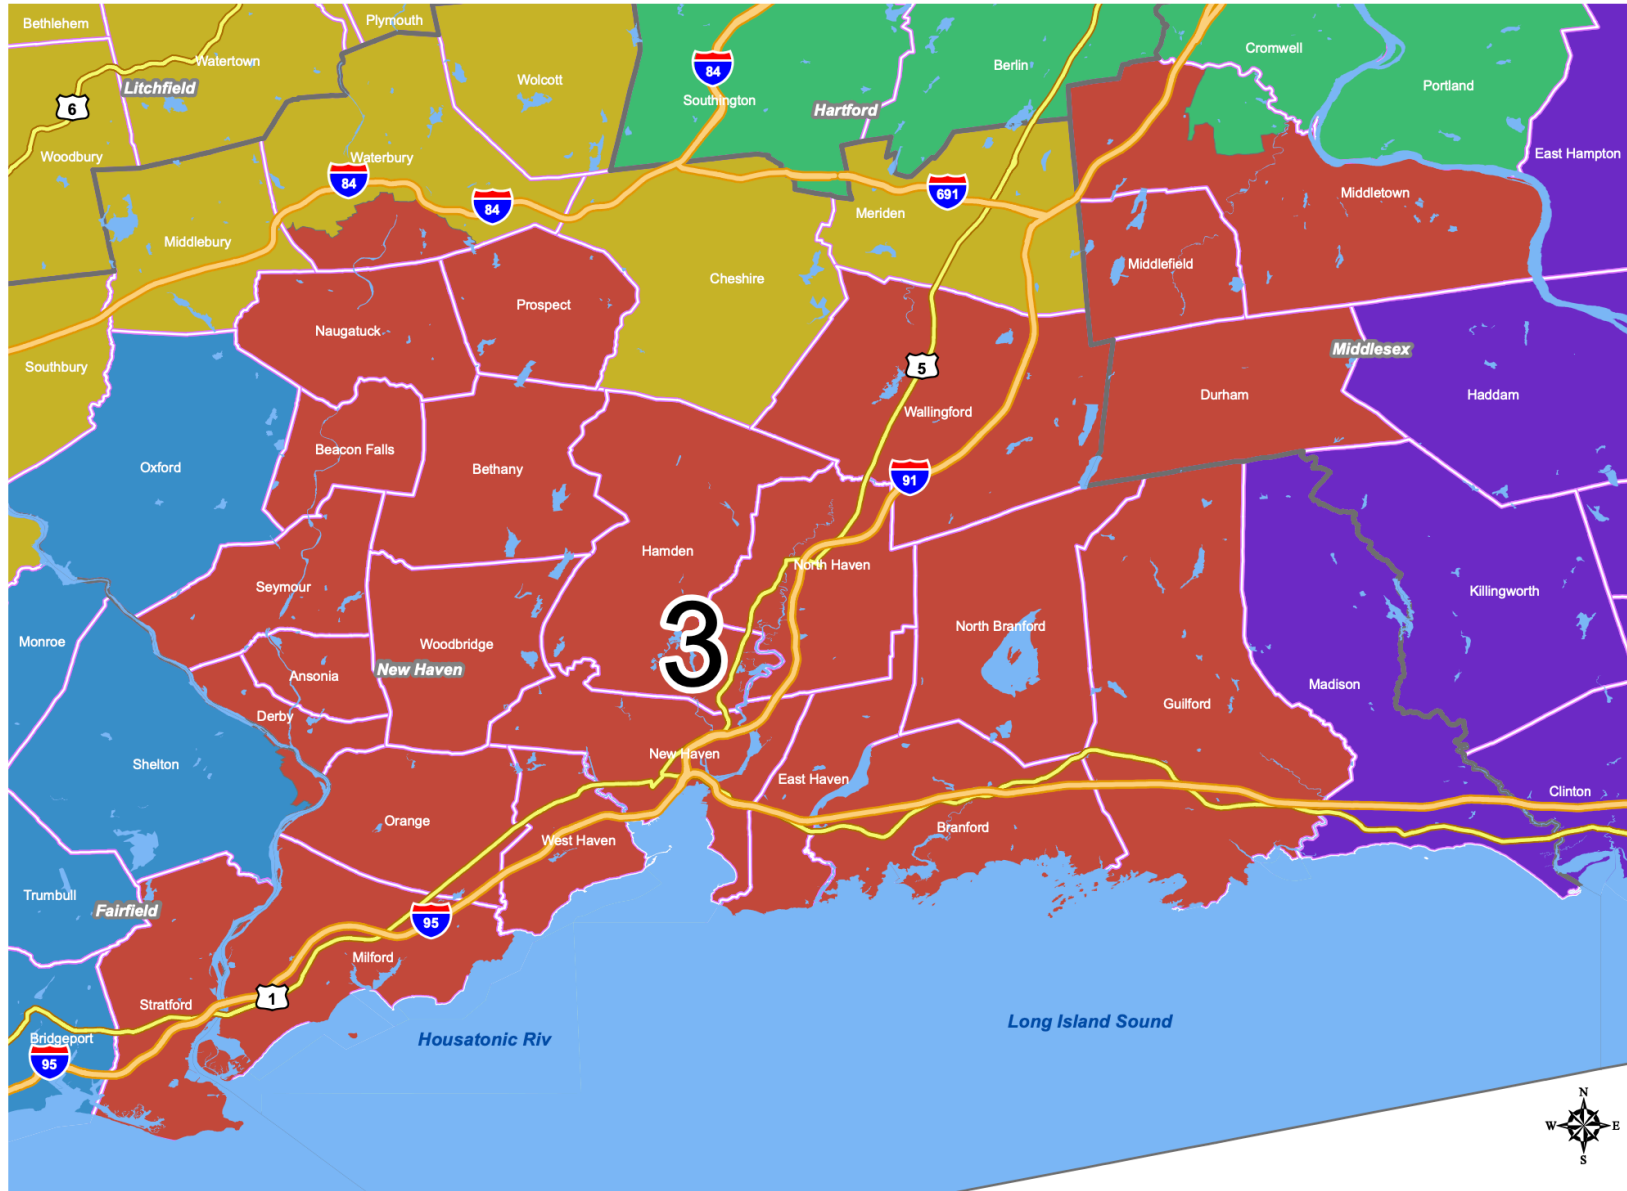 Bethlehem
Plymouth
Watertown
Litchfield
6
Wolcott
84
Southington
Hartford
Berlin
Cromwell
Portland
Woodbury
Waterbury
84
84
East Hampton
691
Meriden
Middletown
Middlebury
Cheshire
Middlefield
Prospect
Naugatuck
Southbury
5
Middlesex
Durham
Haddam
Wallingford
Beacon Falls
Oxford
Bethany
91
Hamden
North Haven
Seymour
Killingworth
Monroe
Woodbridge
3
North Branford
New Haven
Ansonia
Madison
Derby
Guilford
Shelton
New Haven
East Haven
Clinton
Orange
West Haven
Branford
Trumbull
Fairfield
95
Milford
1
Stratford
Bridgeport
95
Housatonic Riv
Long Island Sound
N
W
E
S